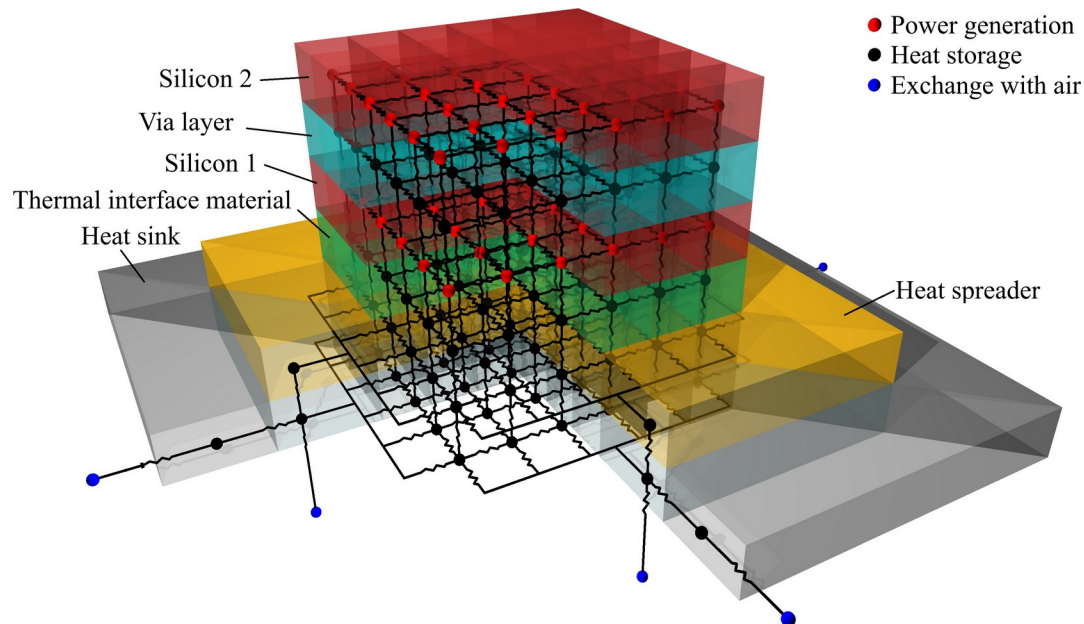 Power generation
Heat storage
Exchange with air
Silicon 2
Via layer
Silicon 1
Thermal interface material
Heat sink
Heat spreader